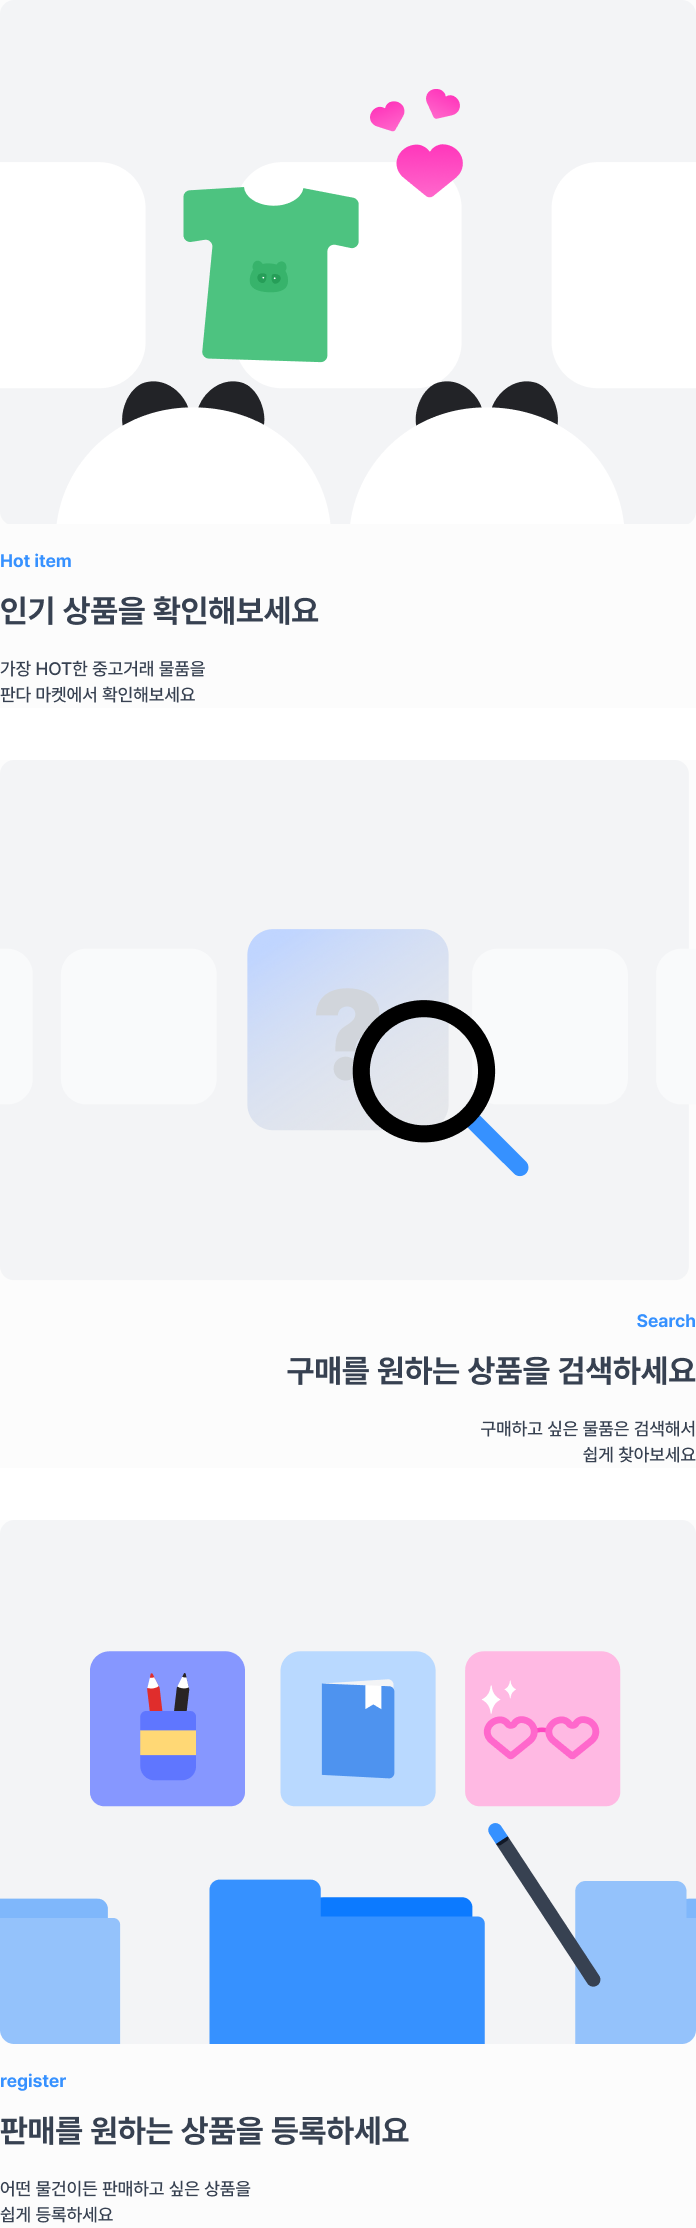 Hot item
인기 상품을 확인해보세요
가장 HOT한 중고거래 물품을
판다 마켓에서 확인해보세요
?
Search
구매를 원하는 상품을 검색하세요
구매하고 싶은 물품은 검색해서
쉽게 찾아보세요
register
판매를 원하는 상품을 등록하세요
어떤 물건이든 판매하고 싶은 상품을
쉽게 등록하세요